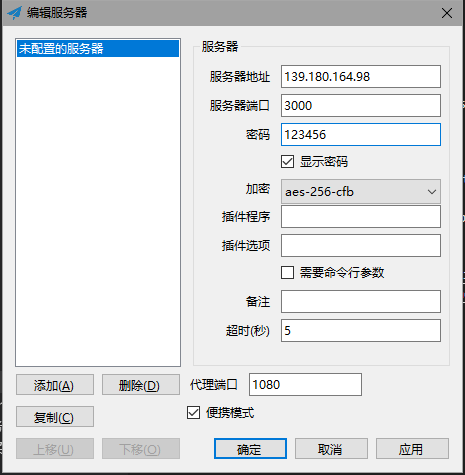 编辑服务器
未配置的服务器
服务器
服务器地址 139.180.164.98
服务器端口 3000
密码 123456
显示密码
加密 aes-256-cfb
插件程序
插件选项
需要命令行参数
备注
超时(秒) 5
添加(A) 删除(D) 代理端口 1080
复制(C) 便携模式
上移(U) 下移(O) 确定 取消 应用